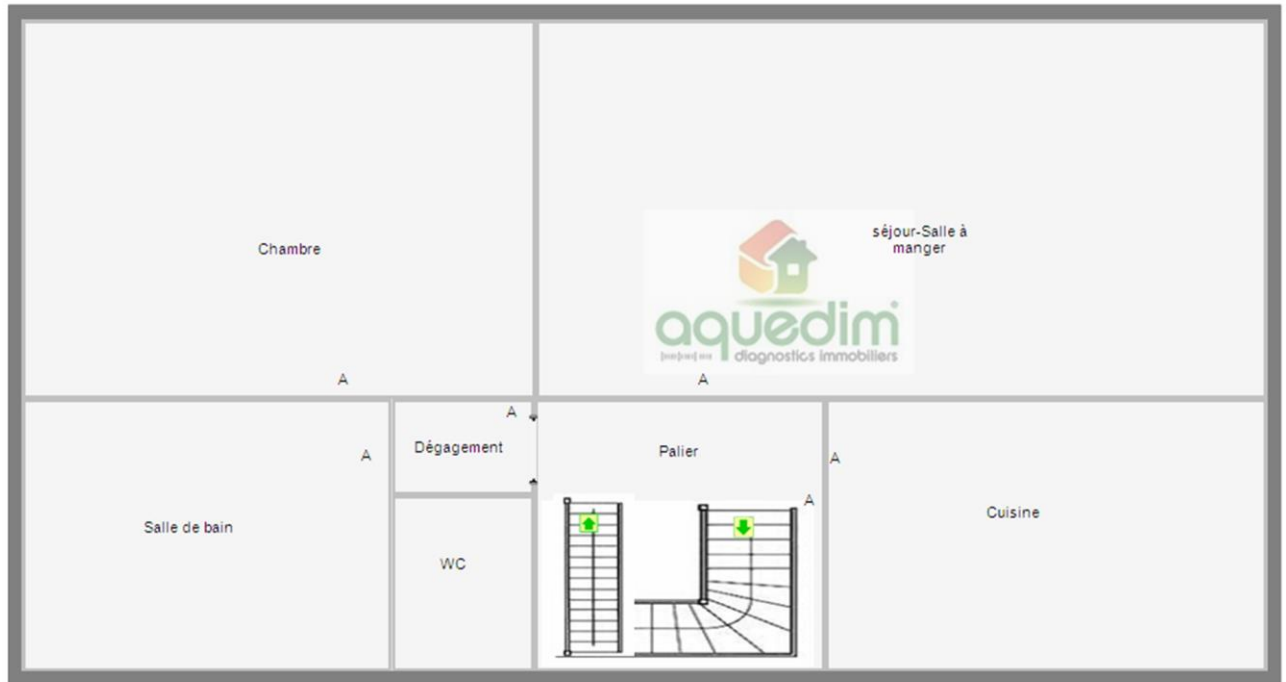 Chambre
séjour-Salle à
manger
aquedim
diagnostics immobiliers
A
A
A
Dégagement
A
Palier
A
A
Salle de bain
Cuisine
WC